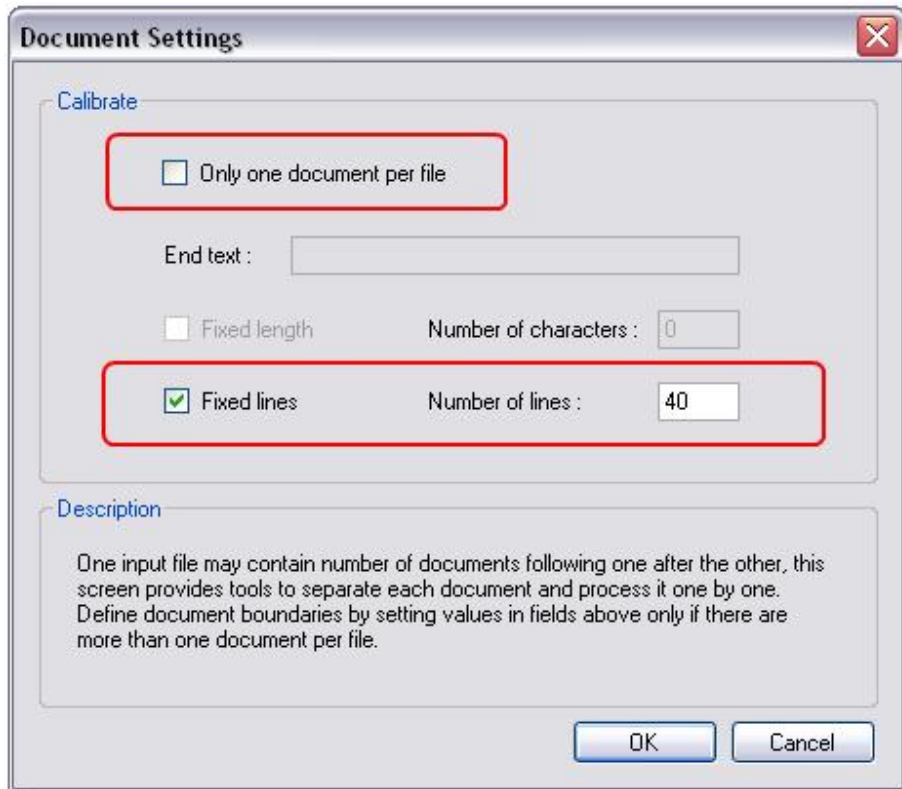 Document Settings
Calibrate
Only one document per file
End text :
Fixed length Number of characters : 0
Fixed lines Number of lines : 40
Description
One input file may contain number of documents following one after the other, this
screen provides tools to separate each document and process it one by one.
Define document boundaries by setting values in fields above only if there are
more than one document per file.
OK Cancel